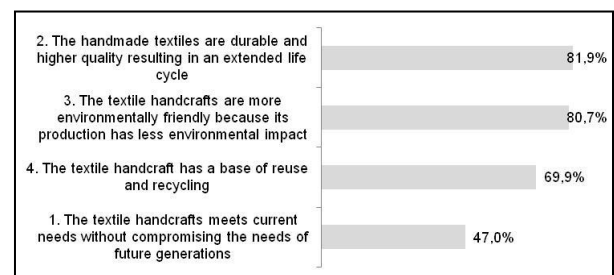 2. The handmade textiles are durable and
higher quality resulting in an extended life
cycle
81,9%
3. The textile handcrafts are more
environmentally friendly because its
production has less environmental impact
80,7%
4. The textile handcraft has a base of reuse
and recycling
69,9%
1. The textile handcrafts meets current
needs without compromising the needs of
future generations
47,0%